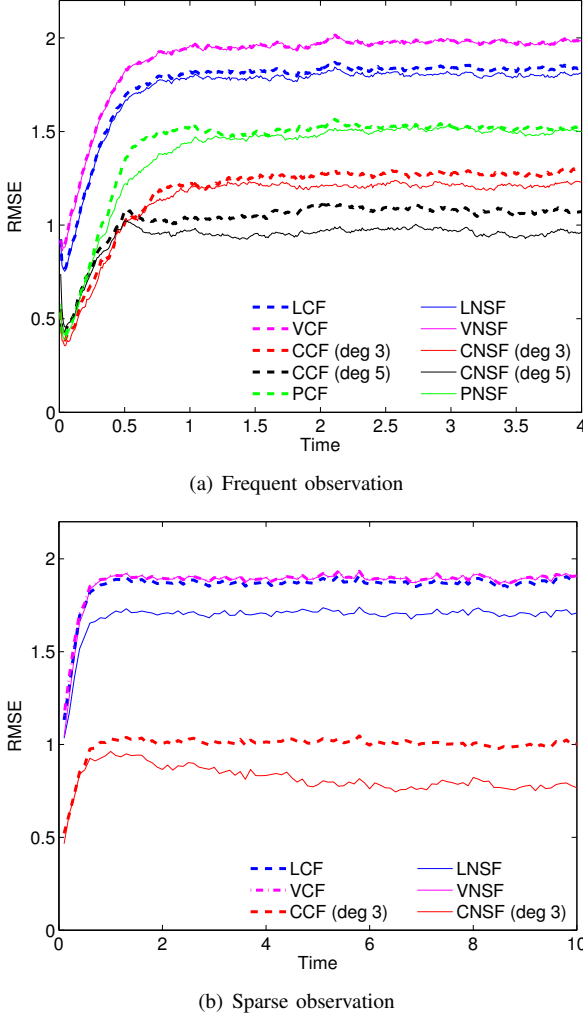 2
1.5
1
0.5
0
RMSE
LCF LNSF
VCF VNSF
CCF (deg 3) CNSF (deg 3)
CCF (deg 5) CNSF (deg 5)
PCF PNSF
0 0.5 1 1.5 2 2.5 3 3.5 4
Time
(a) Frequent observation
2
1.5
1
0.5
0
RMSE
LCF LNSF
VCF VNSF
CCF (deg 3) CNSF (deg 3)
0 2 4 6 8 10
Time
(b) Sparse observation